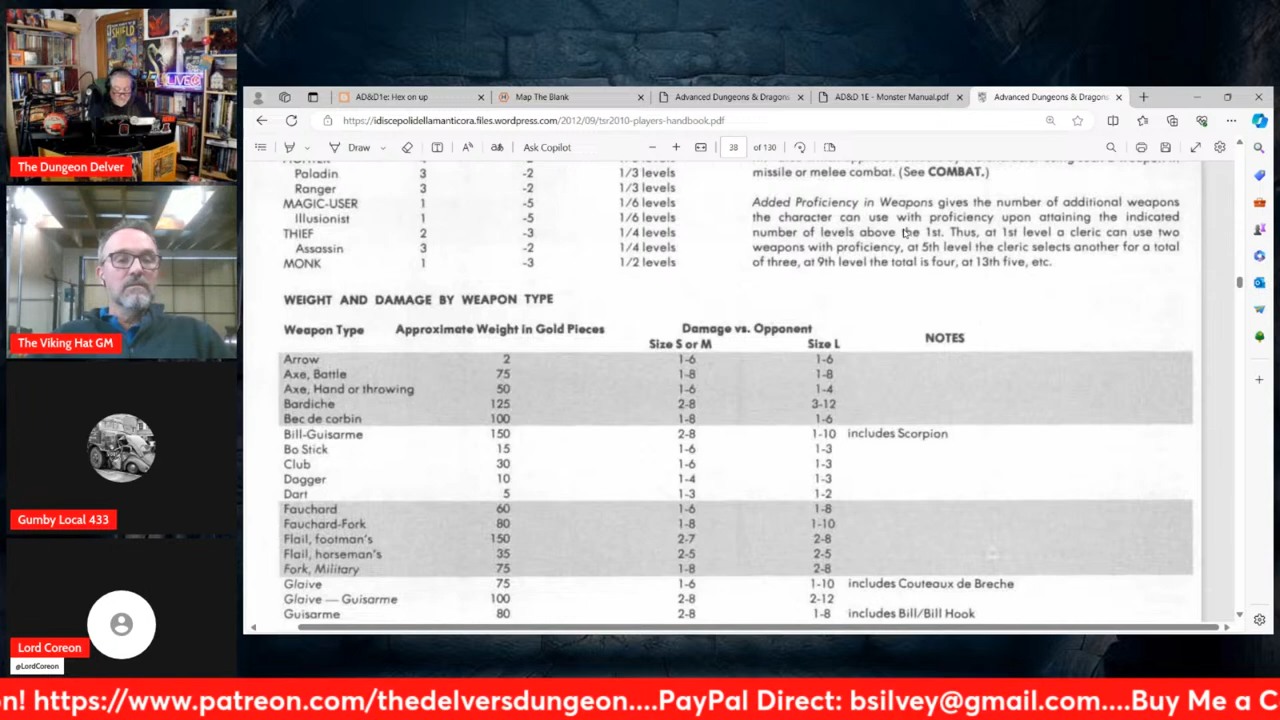 SHIELD
LIVE
The Dungeon Delver
The Viking Hat GM
Gumby Local 433
Lord Coreon
@LordCoreon
AD&D1e: Hex on up
Map The Blank
Advanced Dungeons & Dragons
AD&D 1E - Monster Manual.pdf
Advanced Dungeons & Dragons
https://idiscepolidellamanticora.files.wordpress.com/2012/09/tsr2010-players-handbook.pdf
Draw
Ask Copilot
38 of 130
Paladin 3 -2 1/3 levels
Ranger 3 -2 1/3 levels
MAGIC-USER 1 -5 1/6 levels
Illusionist 1 -5 1/6 levels
THIEF 2 -3 1/4 levels
Assassin 3 -2 1/4 levels
MONK 1 -3 1/2 levels
missile or melee combat. (See COMBAT.)
Added Proficiency in Weapons gives the number of additional weapons
the character can use with proficiency upon attaining the indicated
number of levels above the 1st. Thus, at 1st level a cleric can use two
weapons with proficiency, at 5th level the cleric selects another for a total
of three, at 9th level the total is four, at 13th five, etc.
WEIGHT AND DAMAGE BY WEAPON TYPE
Weapon Type Approximate Weight in Gold Pieces Damage vs. Opponent
Size S or M Size L NOTES
Arrow 2 1-6 1-6
Axe, Battle 75 1-8 1-8
Axe, Hand or throwing 50 1-6 1-4
Bardiche 125 2-8 3-12
Bec de corbin 100 1-8 1-6
Bill-Guisarme 150 2-8 1-10 includes Scorpion
Bo Stick 15 1-6 1-3
Club 30 1-6 1-3
Dagger 10 1-4 1-3
Dart 5 1-3 1-2
Fauchard 60 1-6 1-8
Fauchard-Fork 80 1-8 1-10
Flail, footman's 150 2-7 2-8
Flail, horseman's 35 2-5 2-5
Fork, Military 75 1-8 2-8
Glaive 75 1-6 1-10 includes Couteaux de Breche
Glaive — Guisarme 100 2-8 2-12
Guisarme 80 2-8 1-8 includes Bill/Bill Hook
on! https://www.patreon.com/thedelversdungeon....PayPal Direct: bsilvey@gmail.com....Buy Me a C